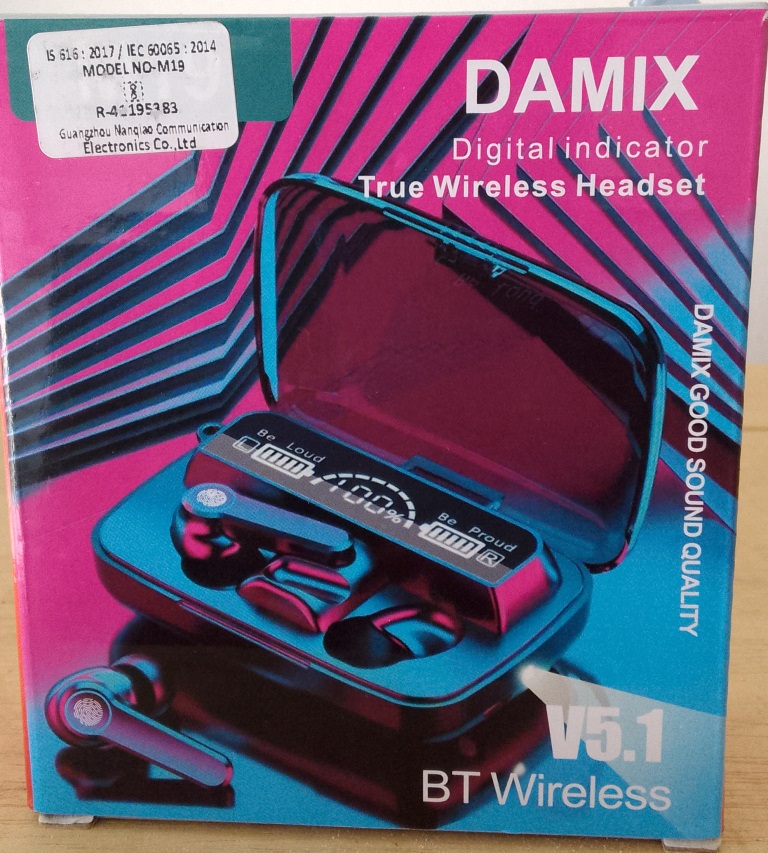 IS 616 : 2017 / IEC 60065 : 2014
MODEL NO-M19
R-41195383
Guangzhou Nanqiao Communication
Electronics Co.,Ltd
DAMIX
Digital indicator
True Wireless Headset
DAMIX GOOD SOUND QUALITY
Be Loud
L
100%
Be Proud
R
V5.1
BT Wireless